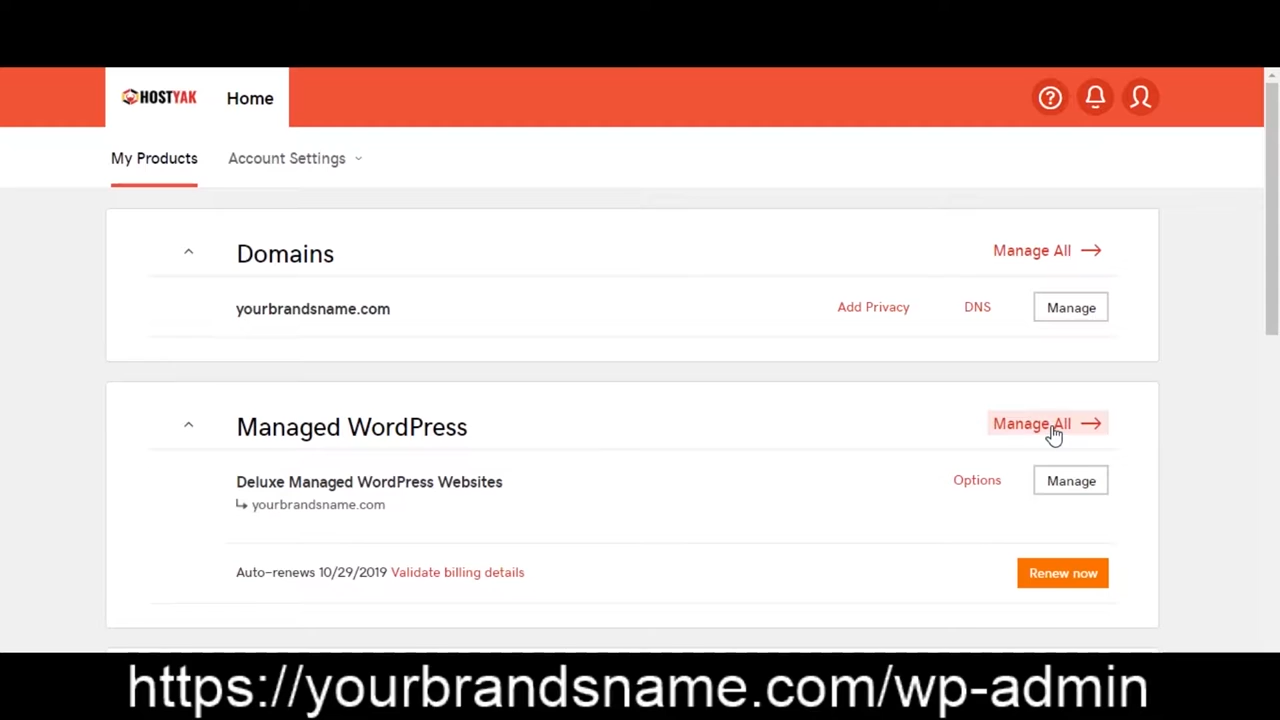 HOSTYAK
Home
My Products
Account Settings
Domains
Manage All
yourbrandsname.com
Add Privacy
DNS
Manage
Managed WordPress
Manage All
Deluxe Managed WordPress Websites
yourbrandsname.com
Options
Manage
Auto-renews 10/29/2019 Validate billing details
Renew now
https://yourbrandsname.com/wp-admin